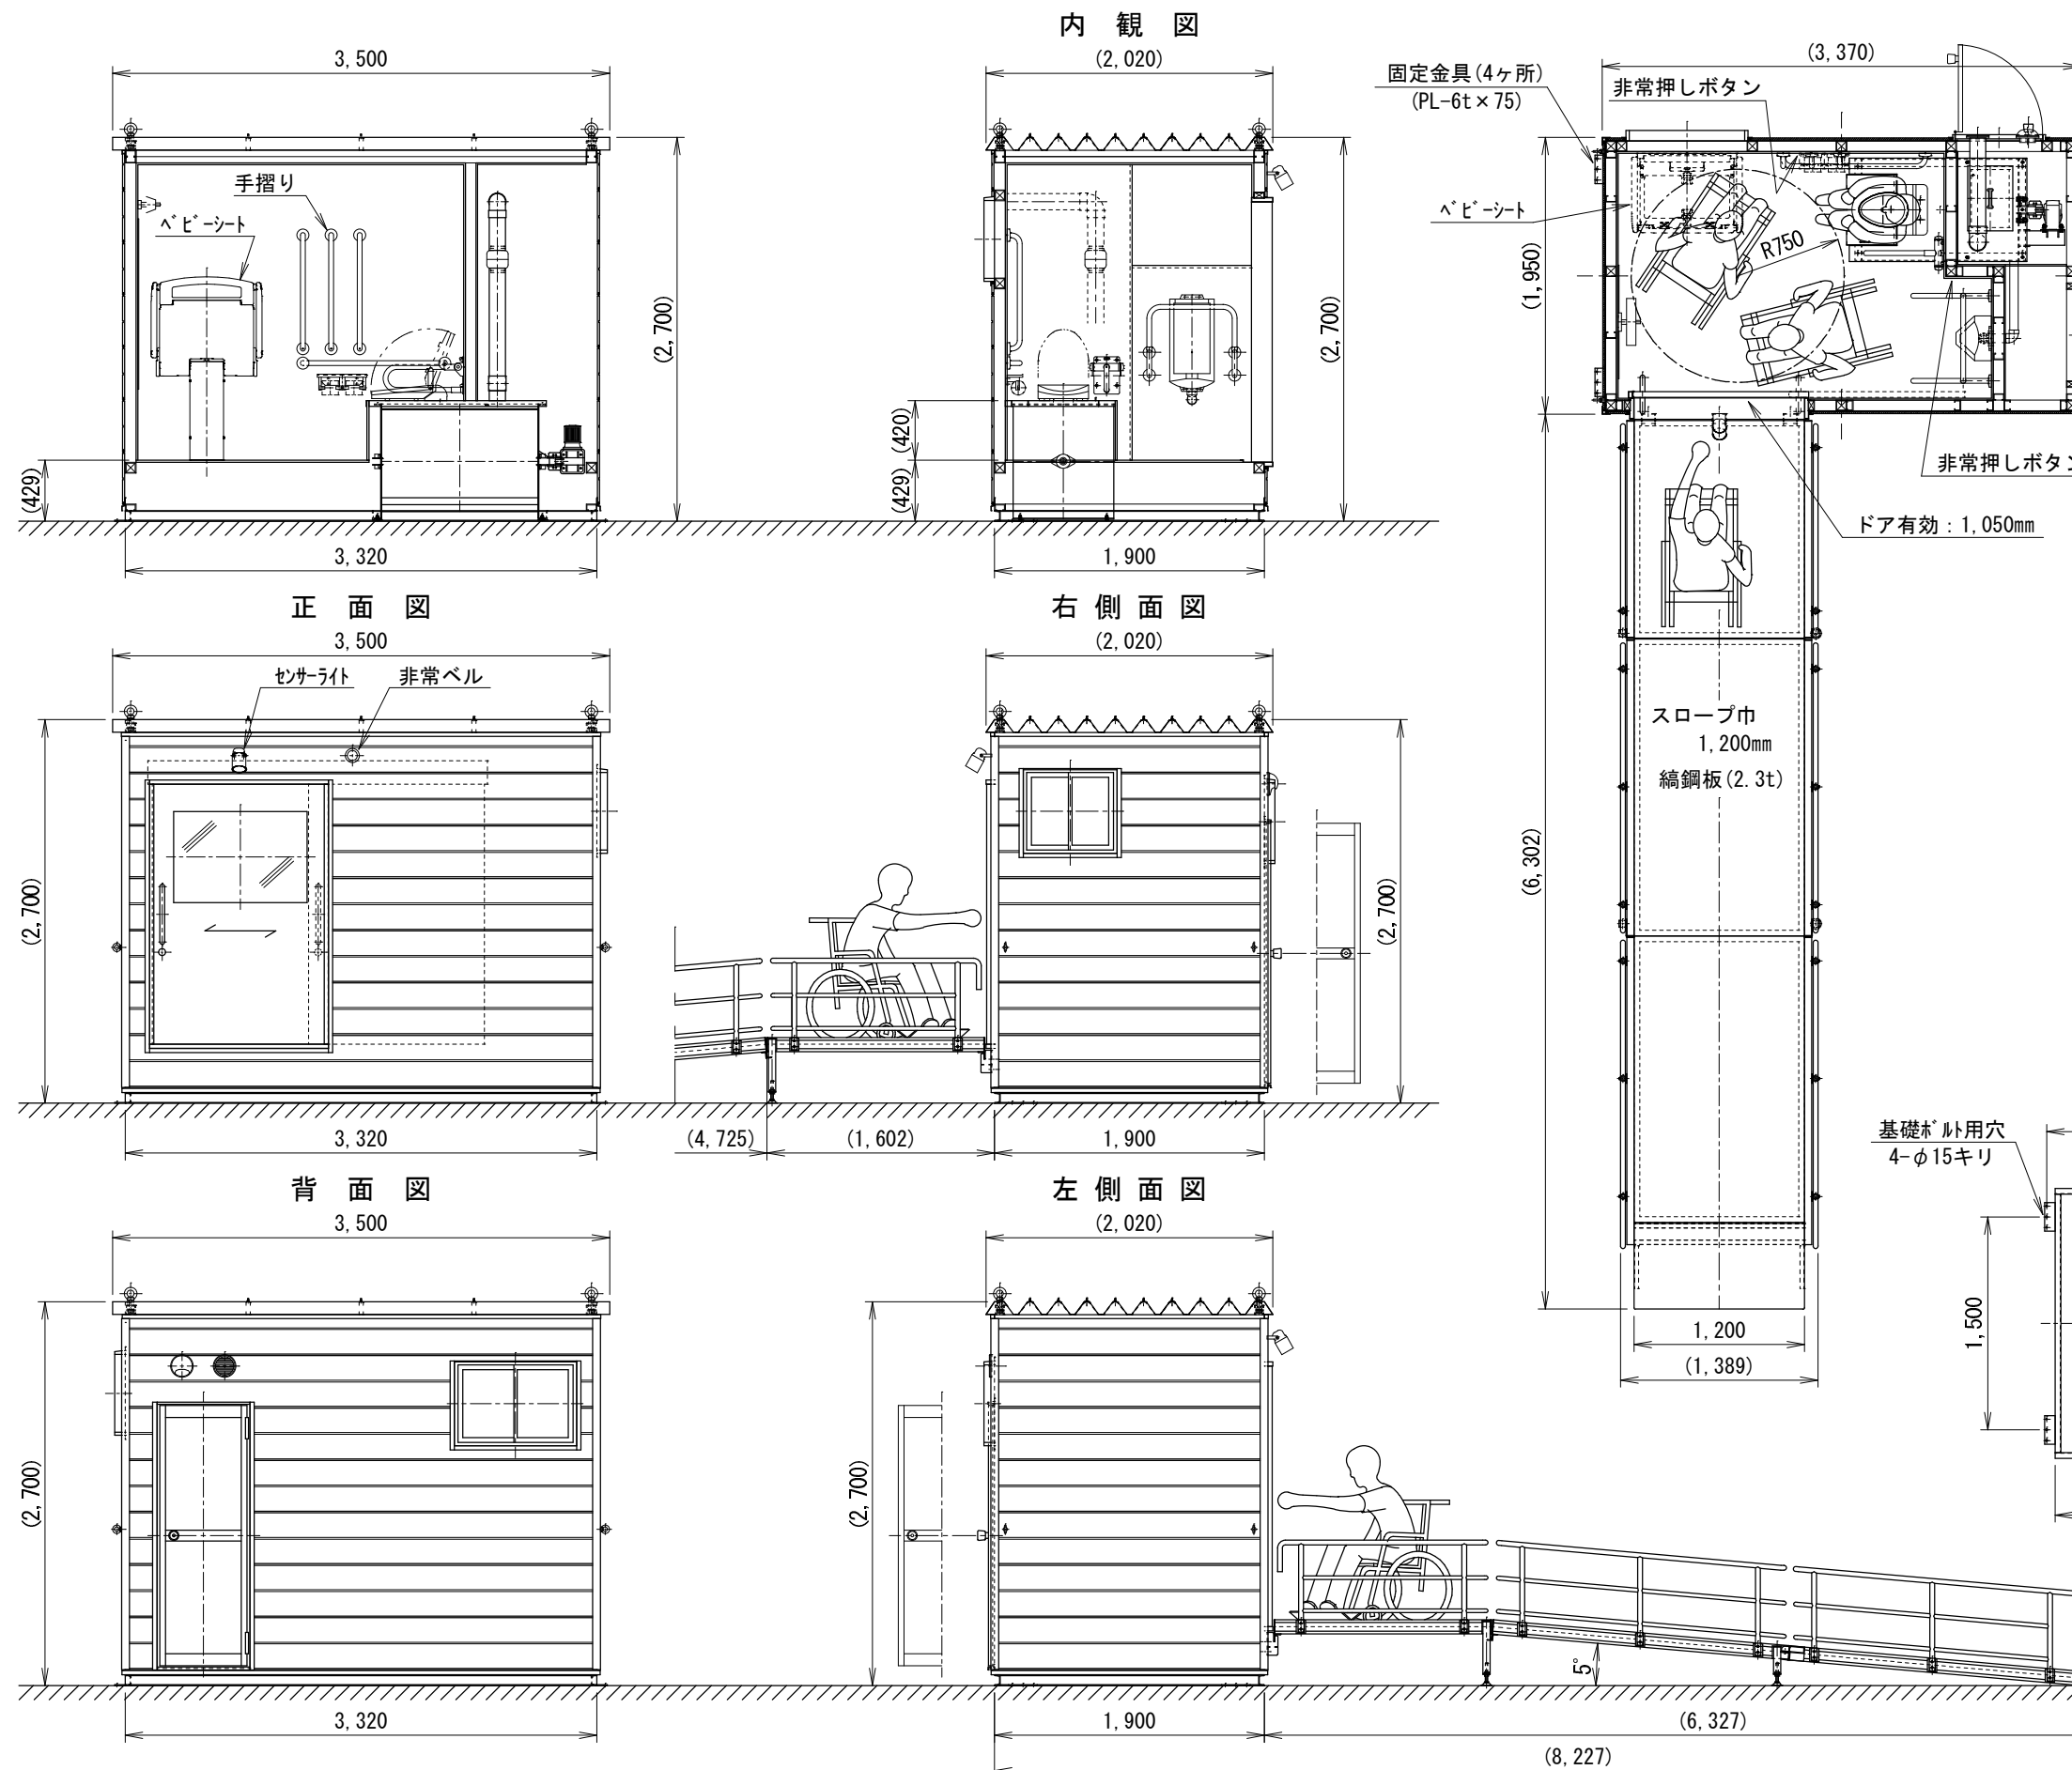 内観図
3,500
(2,020)
手摺り
ﾍﾞﾋﾞｰｼｰﾄ
(2,700)
(2,700)
(429)
(420)
(429)
3,320
1,900
固定金具(4ヶ所)
(PL-6t×75)
非常押しボタン
(3,370)
ﾍﾞﾋﾞｰｼｰﾄ
R750
(1,950)
非常押しボタン
ドア有効：1,050mm
スロープ巾
1,200mm
縞鋼板(2.3t)
(6,302)
1,200
(1,389)
正面図
3,500
ｾﾝｻｰﾗｲﾄ
非常ベル
(2,700)
3,320
右側面図
(2,020)
(2,700)
(4,725)
(1,602)
1,900
基礎ﾎﾞﾙﾄ用穴
4-φ15キリ
1,500
背面図
3,500
(2,700)
3,320
左側面図
(2,020)
(2,700)
5°
1,900
(6,327)
(8,227)